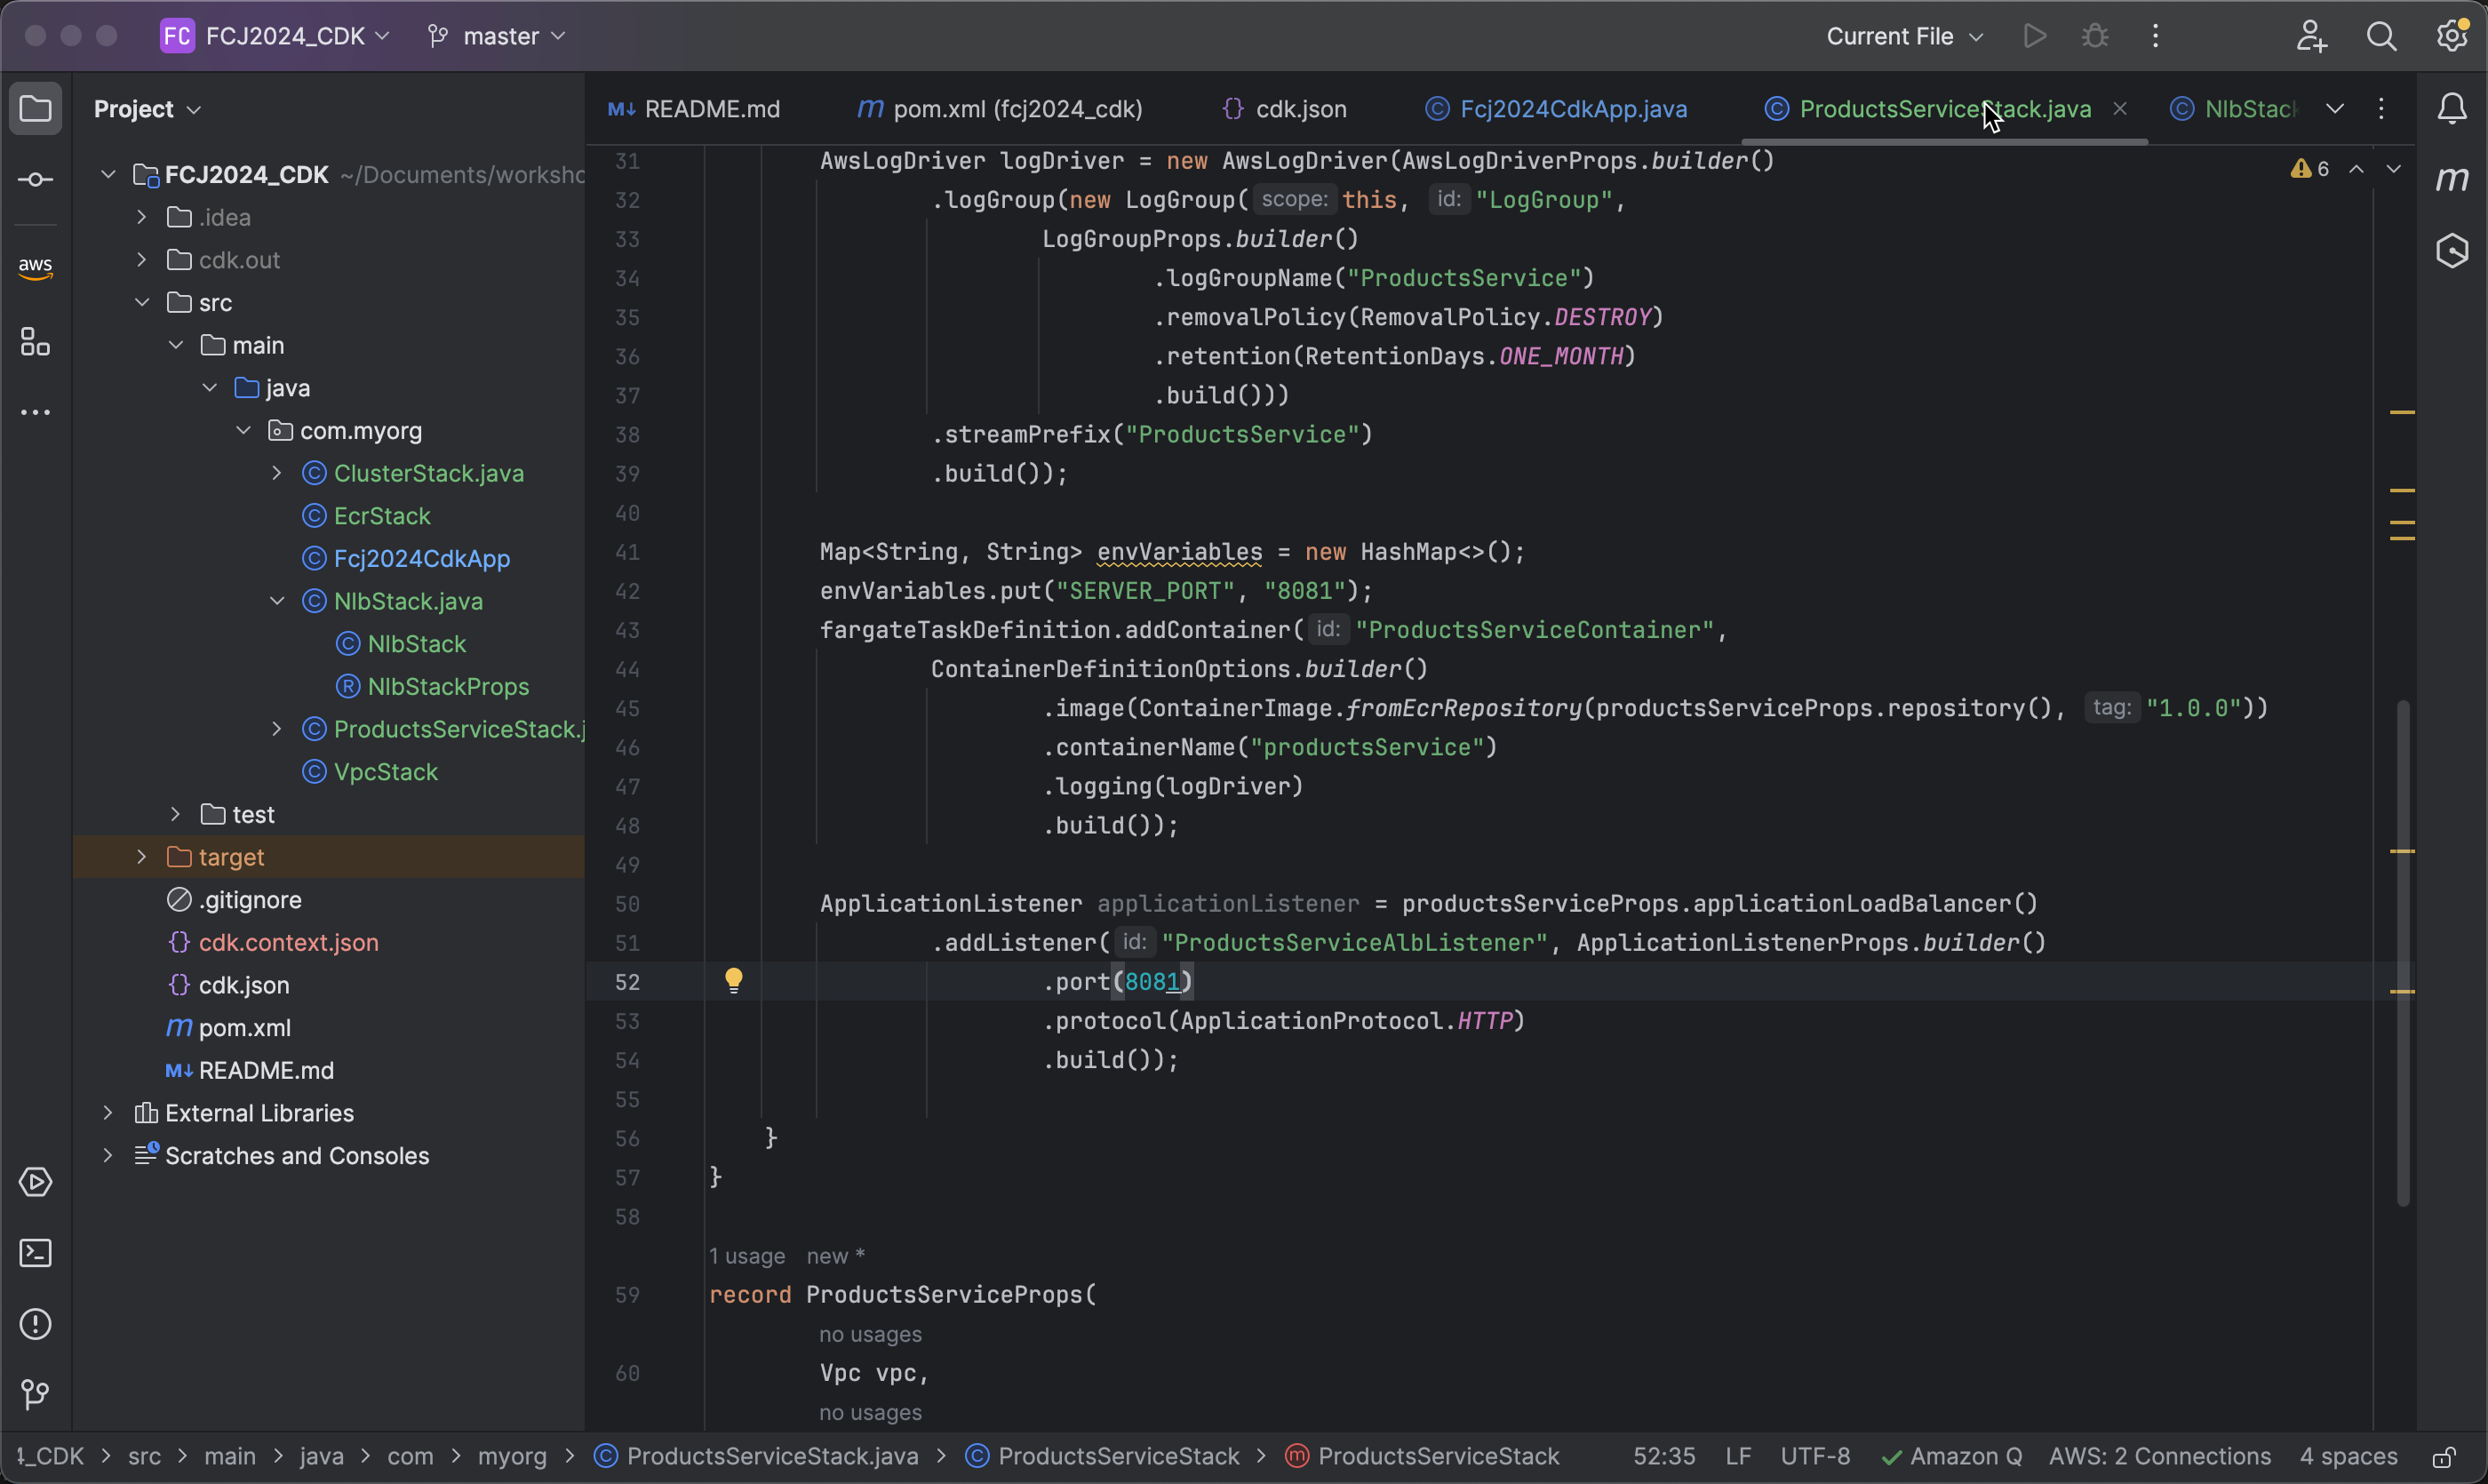 FC FCJ2024_CDK master Current File
Project
README.md pom.xml (fcj2024_cdk) cdk.json Fcj2024CdkApp.java ProductsServiceStack.java NlbStack
aws
FCJ2024_CDK ~/Documents/worksho
.idea
cdk.out
src
main
java
com.myorg
ClusterStack.java
EcrStack
Fcj2024CdkApp
NlbStack.java
NlbStack
NlbStackProps
ProductsServiceStack.j
VpcStack
test
target
.gitignore
cdk.context.json
cdk.json
pom.xml
README.md
External Libraries
Scratches and Consoles
6
31 AwsLogDriver logDriver = new AwsLogDriver(AwsLogDriverProps.builder()
32 .logGroup(new LogGroup( scope: this, id: "LogGroup",
33 LogGroupProps.builder()
34 .logGroupName("ProductsService")
35 .removalPolicy(RemovalPolicy.DESTROY)
36 .retention(RetentionDays.ONE_MONTH)
37 .build()))
38 .streamPrefix("ProductsService")
39 .build());
40
41 Map<String, String> envVariables = new HashMap<>();
42 envVariables.put("SERVER_PORT", "8081");
43 fargateTaskDefinition.addContainer( id: "ProductsServiceContainer",
44 ContainerDefinitionOptions.builder()
45 .image(ContainerImage.fromEcrRepository(productsServiceProps.repository(), tag: "1.0.0"))
46 .containerName("productsService")
47 .logging(logDriver)
48 .build());
49
50 ApplicationListener applicationListener = productsServiceProps.applicationLoadBalancer()
51 .addListener( id: "ProductsServiceAlbListener", ApplicationListenerProps.builder()
52 .port(8081)
53 .protocol(ApplicationProtocol.HTTP)
54 .build());
55
56 }
57 }
58
1 usage new *
59 record ProductsServiceProps(
no usages
60 Vpc vpc,
no usages
4_CDK > src > main > java > com > myorg > ProductsServiceStack.java > ProductsServiceStack > ProductsServiceStack 52:35 LF UTF-8 Amazon Q AWS: 2 Connections 4 spaces